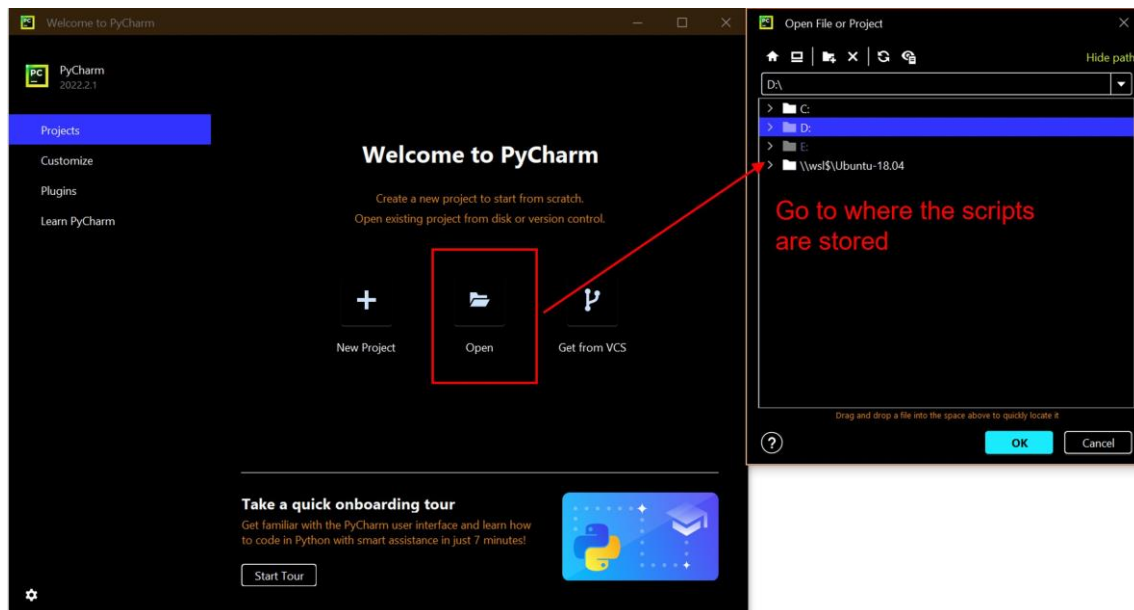 Welcome to PyCharm
PyCharm
2022.2.1
Projects
Customize
Plugins
Learn PyCharm
Welcome to PyCharm
Create a new project to start from scratch.
Open existing project from disk or version control.
New Project
Open
Get from VCS
Take a quick onboarding tour
Get familiar with the PyCharm user interface and learn how
to code in Python with smart assistance in just 7 minutes!
Start Tour
Open File or Project
Hide path
D:\
C:
D:
E:
\\wsl$\Ubuntu-18.04
Go to where the scripts
are stored
Drag and drop a file into the space above to quickly locate it
OK
Cancel